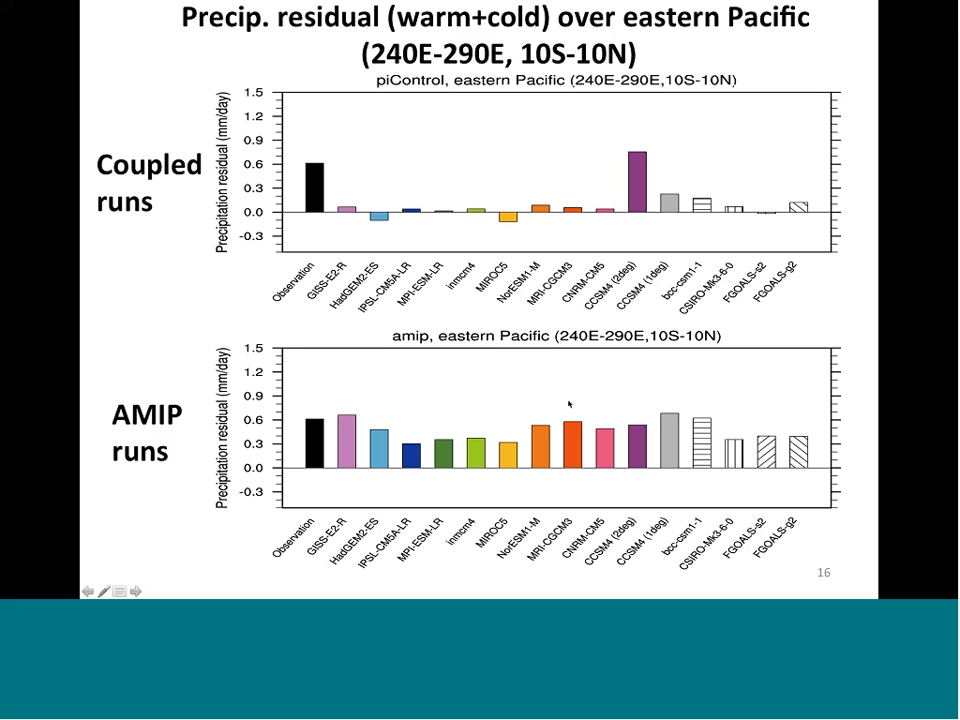 Precip. residual (warm+cold) over eastern Pacific
(240E-290E, 10S-10N)
piControl, eastern Pacific (240E-290E,10S-10N)
Coupled
runs
Precipitation residual (mm/day)
1.5
1.2
0.9
0.6
0.3
0.0
-0.3
Observation
GISS-E2-R
HadGEM2-ES
IPSL-CM5A-LR
MPI-ESM-LR
inmcm4
MIROC5
NorESM1-M
MRI-CGCM3
CNRM-CM5
CCSM4 (2deg)
CCSM4 (1deg)
bcc-csm1-1
CSIRO-Mk3-6-0
FGOALS-s2
FGOALS-g2
amip, eastern Pacific (240E-290E,10S-10N)
AMIP
runs
Precipitation residual (mm/day)
1.5
1.2
0.9
0.6
0.3
0.0
-0.3
Observation
GISS-E2-R
HadGEM2-ES
IPSL-CM5A-LR
MPI-ESM-LR
inmcm4
MIROC5
NorESM1-M
MRI-CGCM3
CNRM-CM5
CCSM4 (2deg)
CCSM4 (1deg)
bcc-csm1-1
CSIRO-Mk3-6-0
FGOALS-s2
FGOALS-g2
16